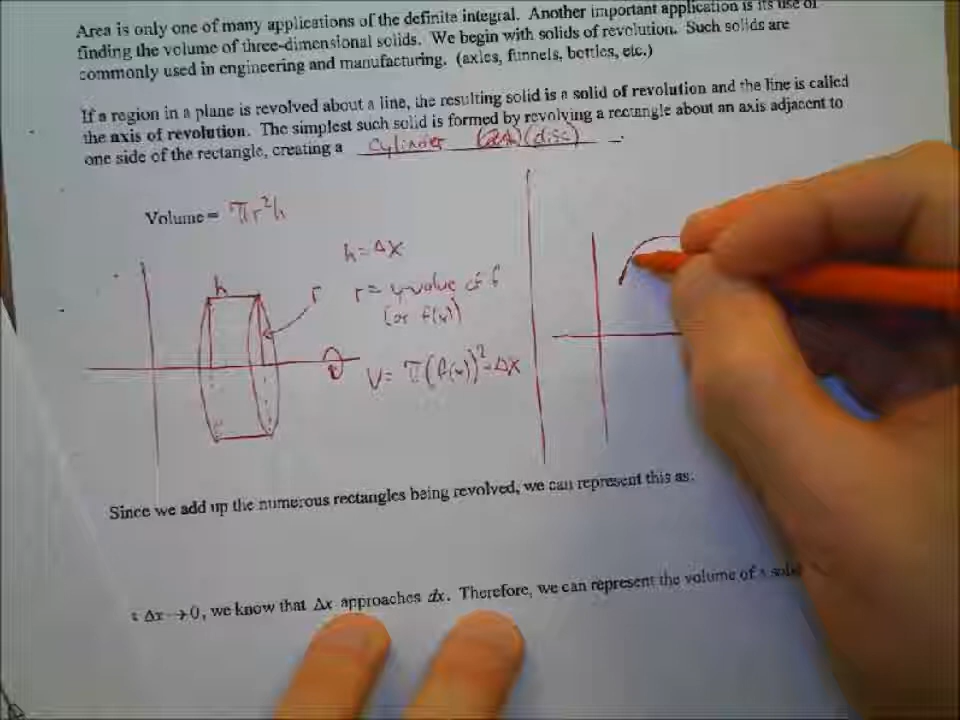 Area is only one of many applications of the definite integral. Another important application is its use of
finding the volume of three-dimensional solids. We begin with solids of revolution. Such solids are
commonly used in engineering and manufacturing. (axles, funnels, bottles, etc.)
If a region in a plane is revolved about a line, the resulting solid is a solid of revolution and the line is called
the axis of revolution. The simplest such solid is formed by revolving a rectangle about an axis adjacent to
one side of the rectangle, creating a Cylinder (disc).
Volume = πr²h
h = Δx
h
r
r = y-value of f
(or f(x))
V = π(f(x))²·Δx
Since we add up the numerous rectangles being revolved, we can represent this as:
Δx → 0, we know that Δx approaches dx. Therefore, we can represent the volume of a solid